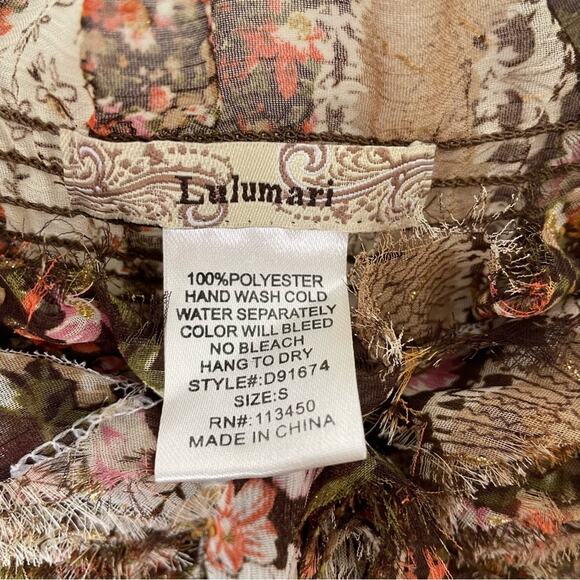 Lulumari
100%POLYESTER
HAND WASH COLD
WATER SEPARATELY
COLOR WILL BLEED
NO BLEACH
HANG TO DRY
STYLE#:D91674
SIZE:S
RN#:113450
MADE IN CHINA